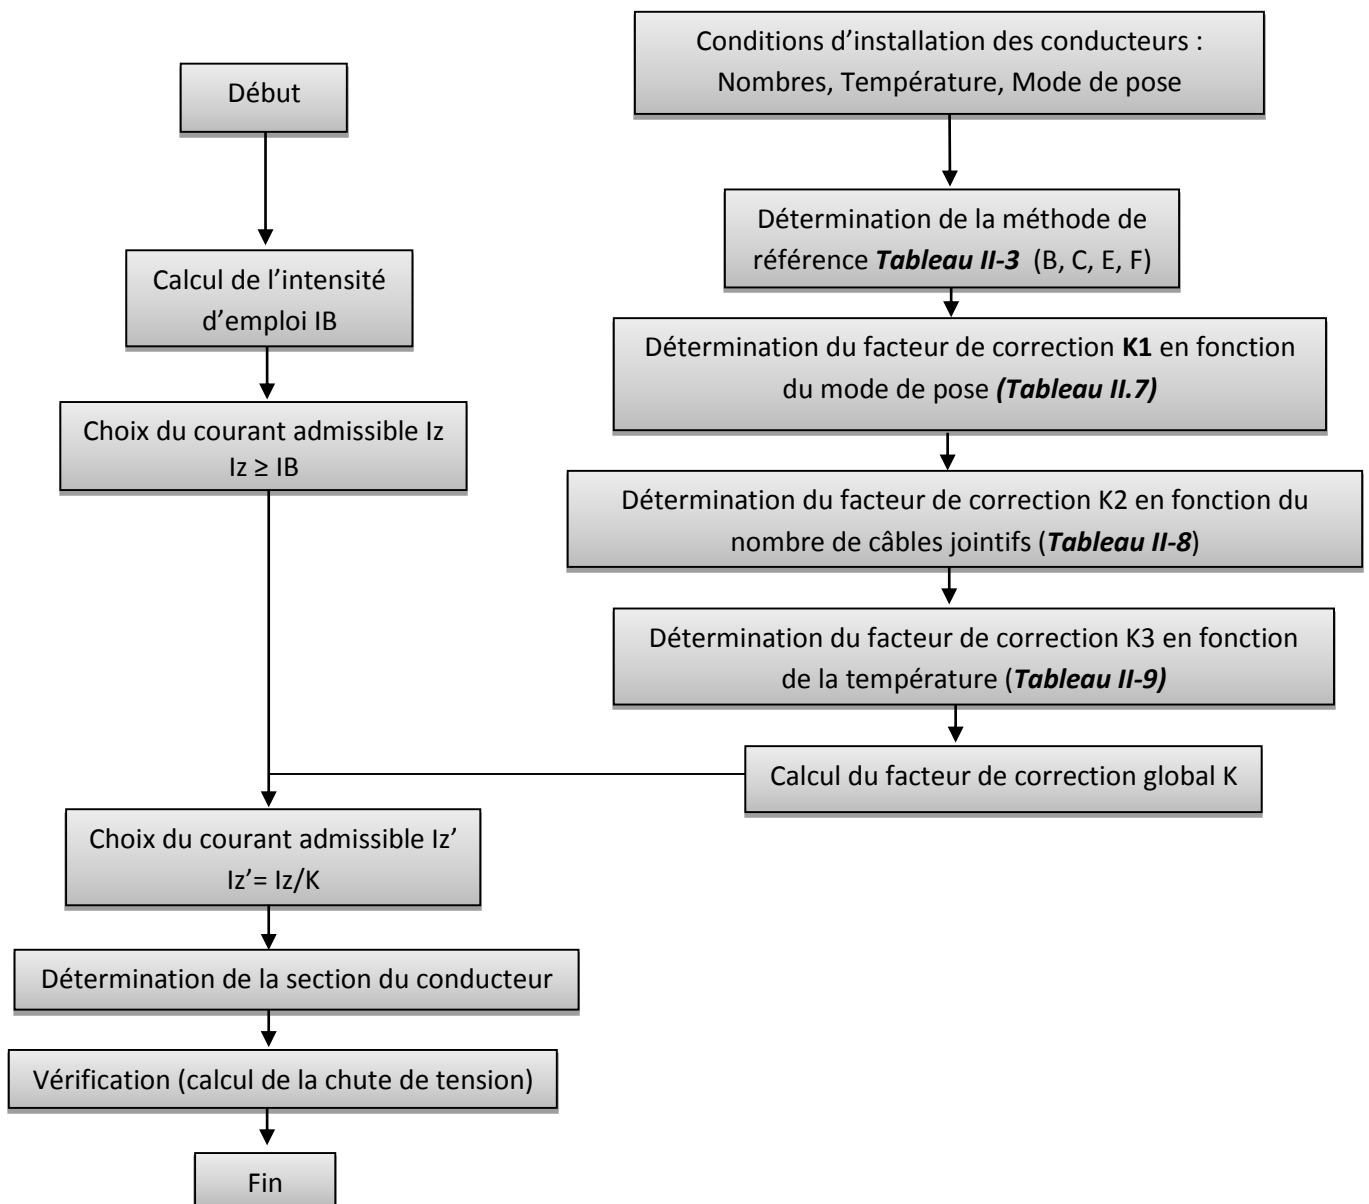 Début
Calcul de l’intensité
d’emploi IB
Choix du courant admissible Iz
Iz ≥ IB
Conditions d’installation des conducteurs :
Nombres, Température, Mode de pose
Détermination de la méthode de
référence Tableau II-3 (B, C, E, F)
Détermination du facteur de correction K1 en fonction
du mode de pose (Tableau II.7)
Détermination du facteur de correction K2 en fonction du
nombre de câbles jointifs (Tableau II-8)
Détermination du facteur de correction K3 en fonction
de la température (Tableau II-9)
Calcul du facteur de correction global K
Choix du courant admissible Iz’
Iz’= Iz/K
Détermination de la section du conducteur
Vérification (calcul de la chute de tension)
Fin